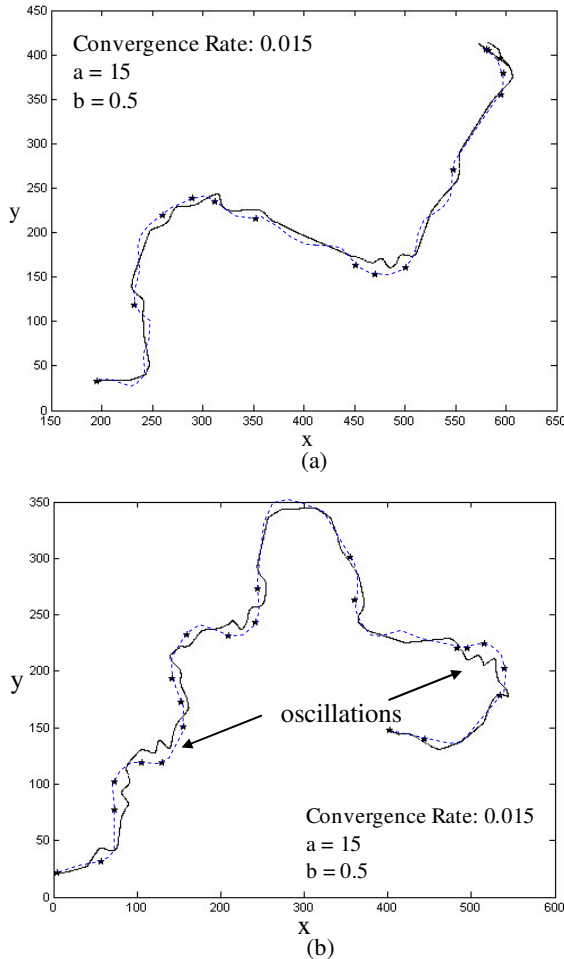 450
400
350
300
250
200
150
100
50
0
Convergence Rate: 0.015
a = 15
b = 0.5
y
150 200 250 300 350 400 450 500 550 600 650
x
(a)
350
300
250
200
150
100
50
0
y
oscillations
Convergence Rate: 0.015
a = 15
b = 0.5
0 100 200 300 400 500 600
x
(b)